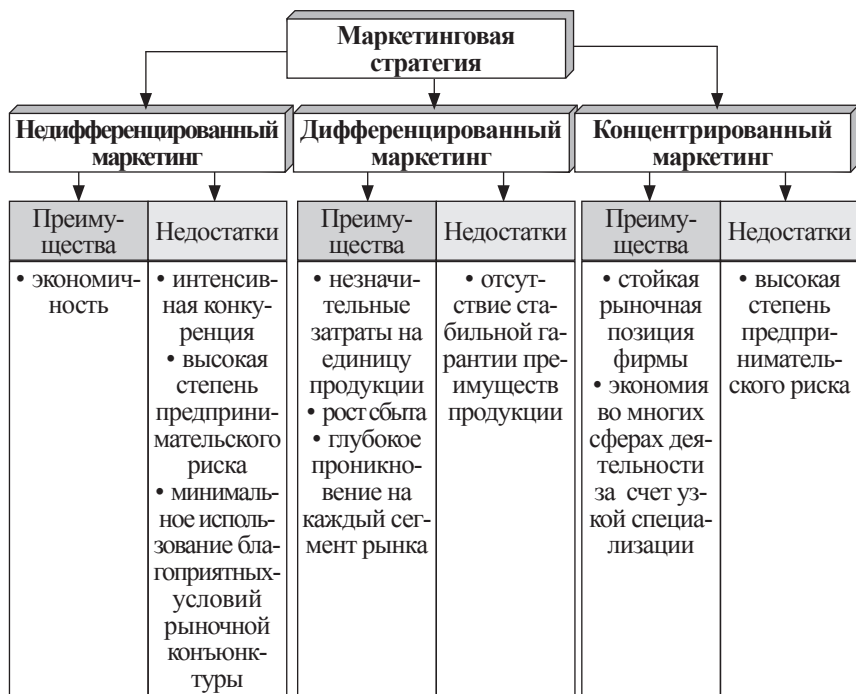 Маркетинговая
стратегия
Недифференцированный
маркетинг
Преиму-
щества
• экономич-
ность
Недостатки
• интенсив-
ная конку-
ренция
• высокая
степень
предприни-
мательского
риска
• минималь-
ное исполь-
зование бла-
гоприятных-
условий
рыночной
конъюнк-
туры
Дифференцированный
маркетинг
Преиму-
щества
• незначи-
тельные
затраты на
единицу
продукции
• рост сбыта
• глубокое
проникно-
вение на
каждый сег-
мент рынка
Недостатки
• отсут-
ствие ста-
бильной га-
рантии пре-
имуществ
продукции
Концентрированный
маркетинг
Преиму-
щества
• стойкая
рыночная
позиция
фирмы
• экономия
во многих
сферах дея-
тельности
за счет уз-
кой специа-
лизации
Недостатки
• высокая
степень
предпри-
нимательс-
кого риска